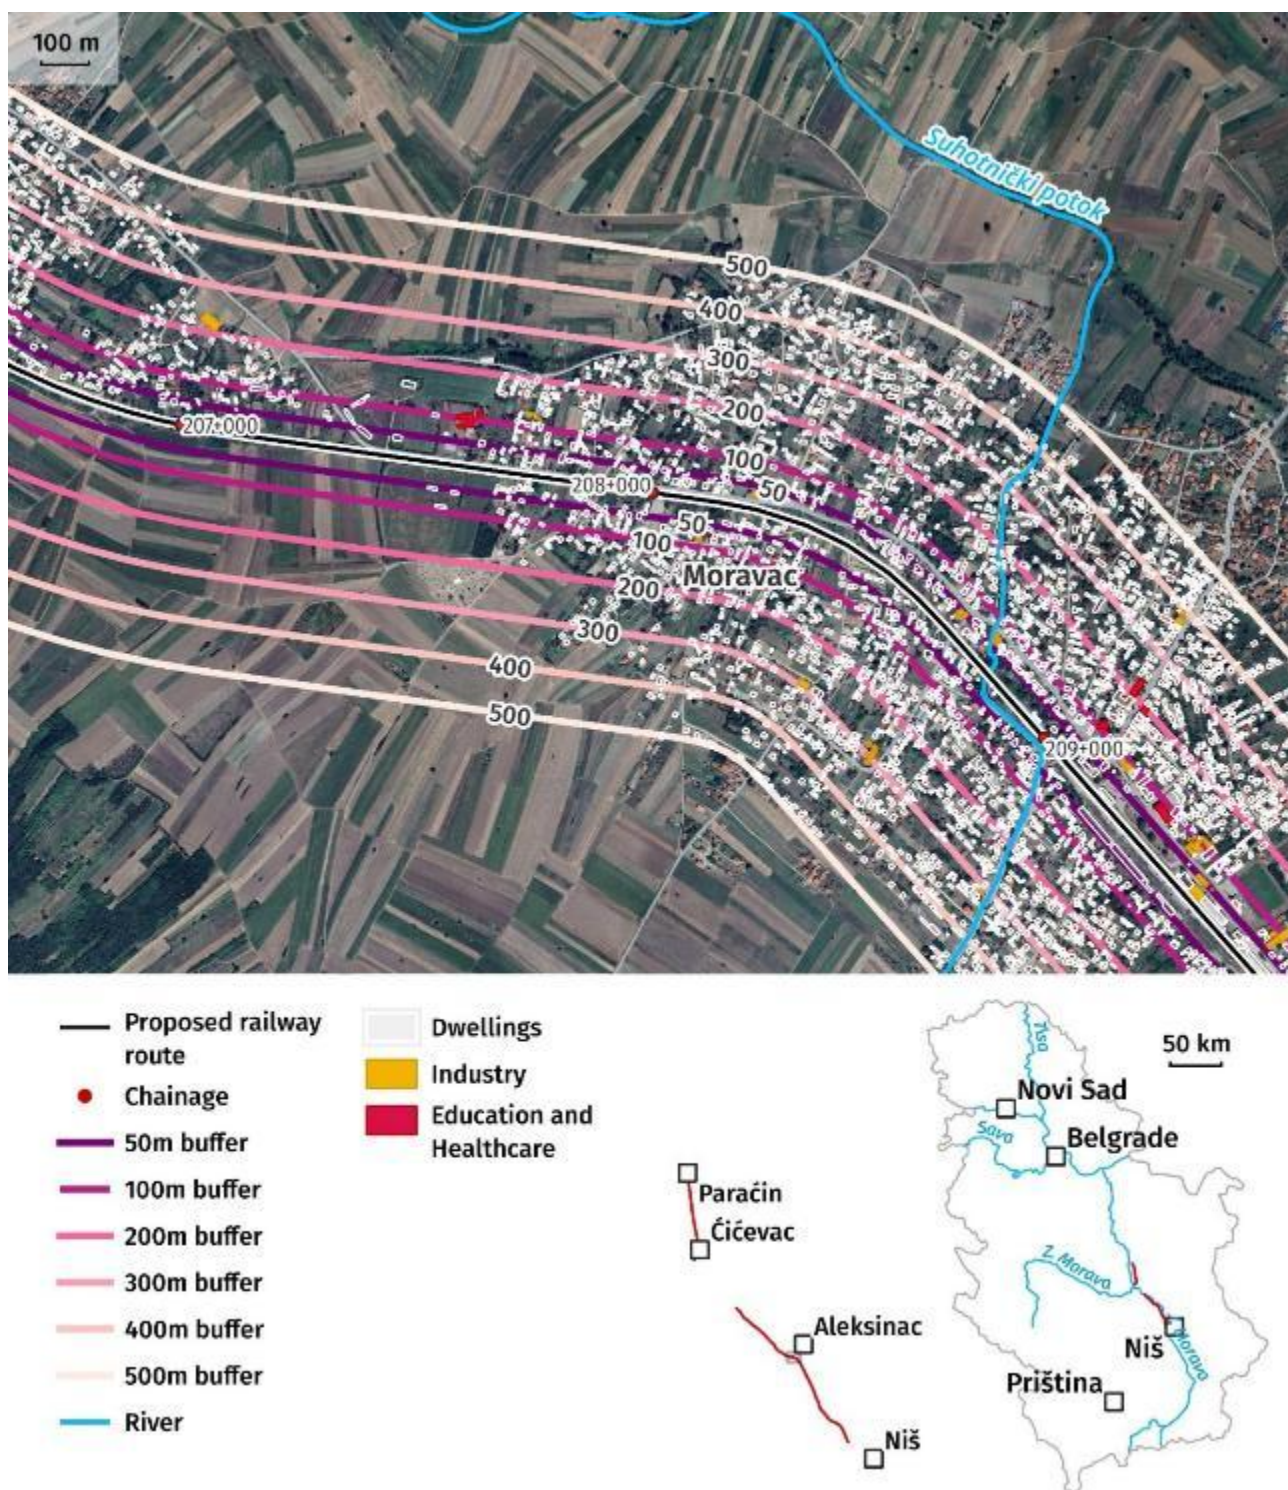 100 m
Suhotnički potok
500
400
300
200
100
50
207+000
208+000
50
100
200
300
400
500
Moravac
209+000
Proposed railway
route
Chainage
50m buffer
100m buffer
200m buffer
300m buffer
400m buffer
500m buffer
River
Dwellings
Industry
Education and
Healthcare
Paraćin
Ćićevac
Aleksinac
Niš
50 km
Tisa
Novi Sad
Sava
Belgrade
Z. Morava
Niš
Morava
Priština